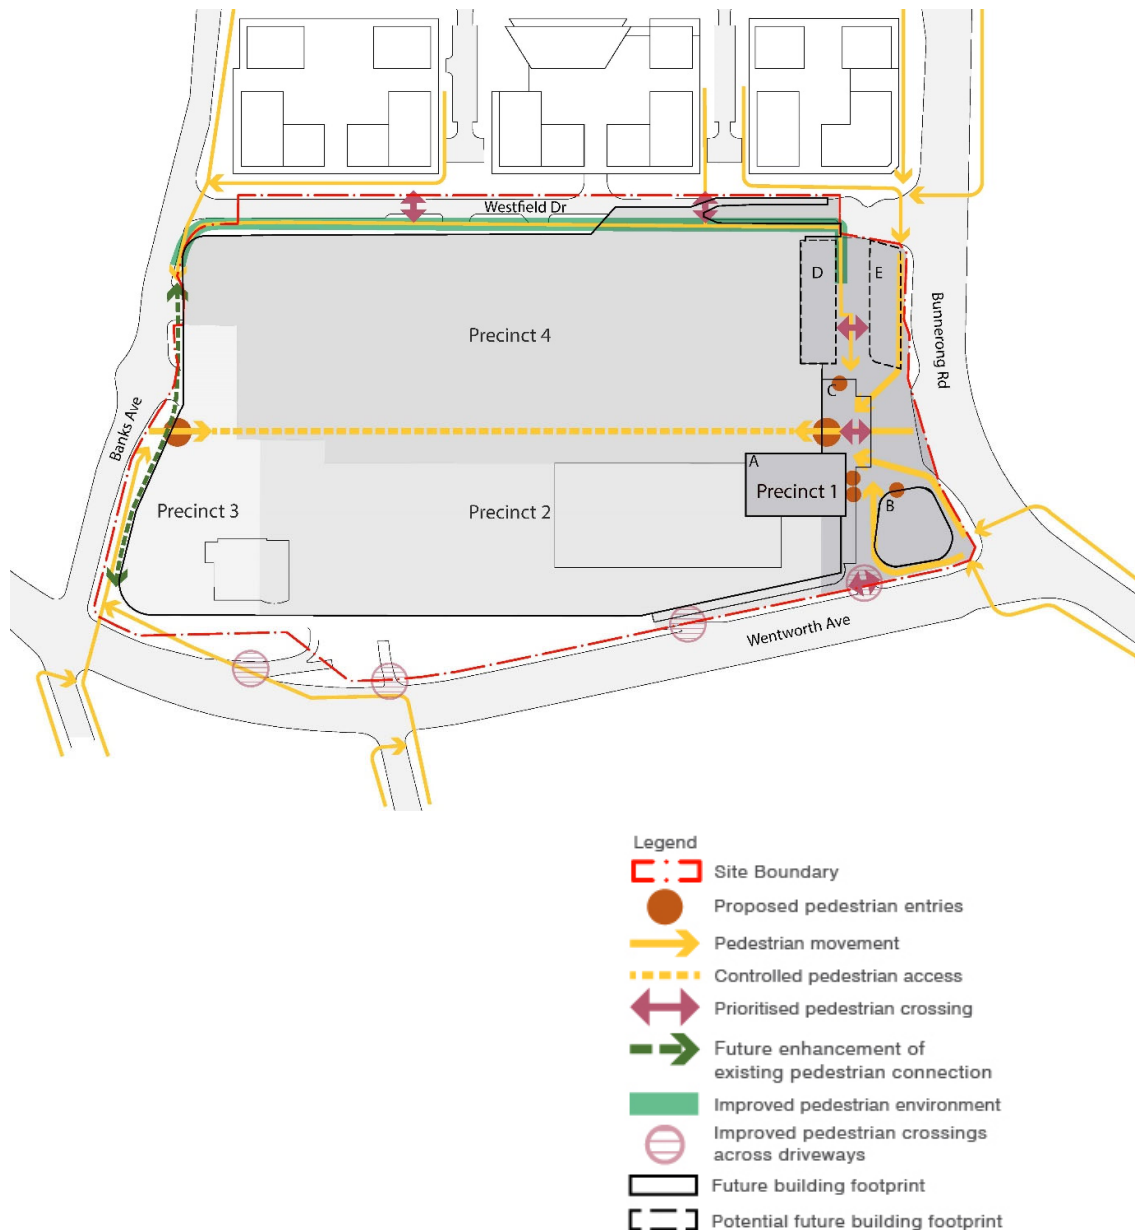 Westfield Dr
D
E
Bunnerong Rd
Precinct 4
C
Banks Ave
A
Precinct 1
B
Precinct 3
Precinct 2
Wentworth Ave
Legend
Site Boundary
Proposed pedestrian entries
Pedestrian movement
Controlled pedestrian access
Prioritised pedestrian crossing
Future enhancement of
existing pedestrian connection
Improved pedestrian environment
Improved pedestrian crossings
across driveways
Future building footprint
Potential future building footprint